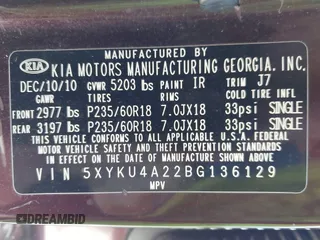 MANUFACTURED BY
KIA KIA MOTORS MANUFACTURING GEORGIA, INC.
DEC/10/10 GVWR 5203 lbs PAINT IR TRIM J7
GAWR TIRES RIMS COLD TIRE INFL
FRONT 2977 lbs P235/60R18 7.0JX18 33psi SINGLE
REAR 3197 lbs P235/60R18 7.0JX18 33psi SINGLE
THIS VEHICLE CONFORMS TO ALL APPLICABLE U.S.A. FEDERAL
MOTOR VEHICLE SAFETY AND THEFT PREVENTION STANDARDS IN
EFFECT ON THE DATE OF MANUFACTURE SHOWN ABOVE.
VIN 5XYKU4A22BG136129
MPV
DREAMBID